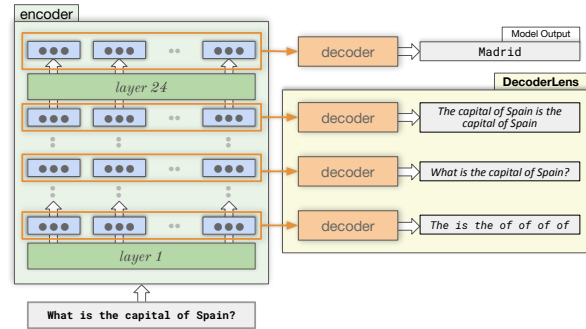 encoder
Model Output
decoder
Madrid
layer 24
DecoderLens
decoder
The capital of Spain is the
capital of Spain
decoder
What is the capital of Spain?
decoder
The is the of of of of
layer 1
What is the capital of Spain?